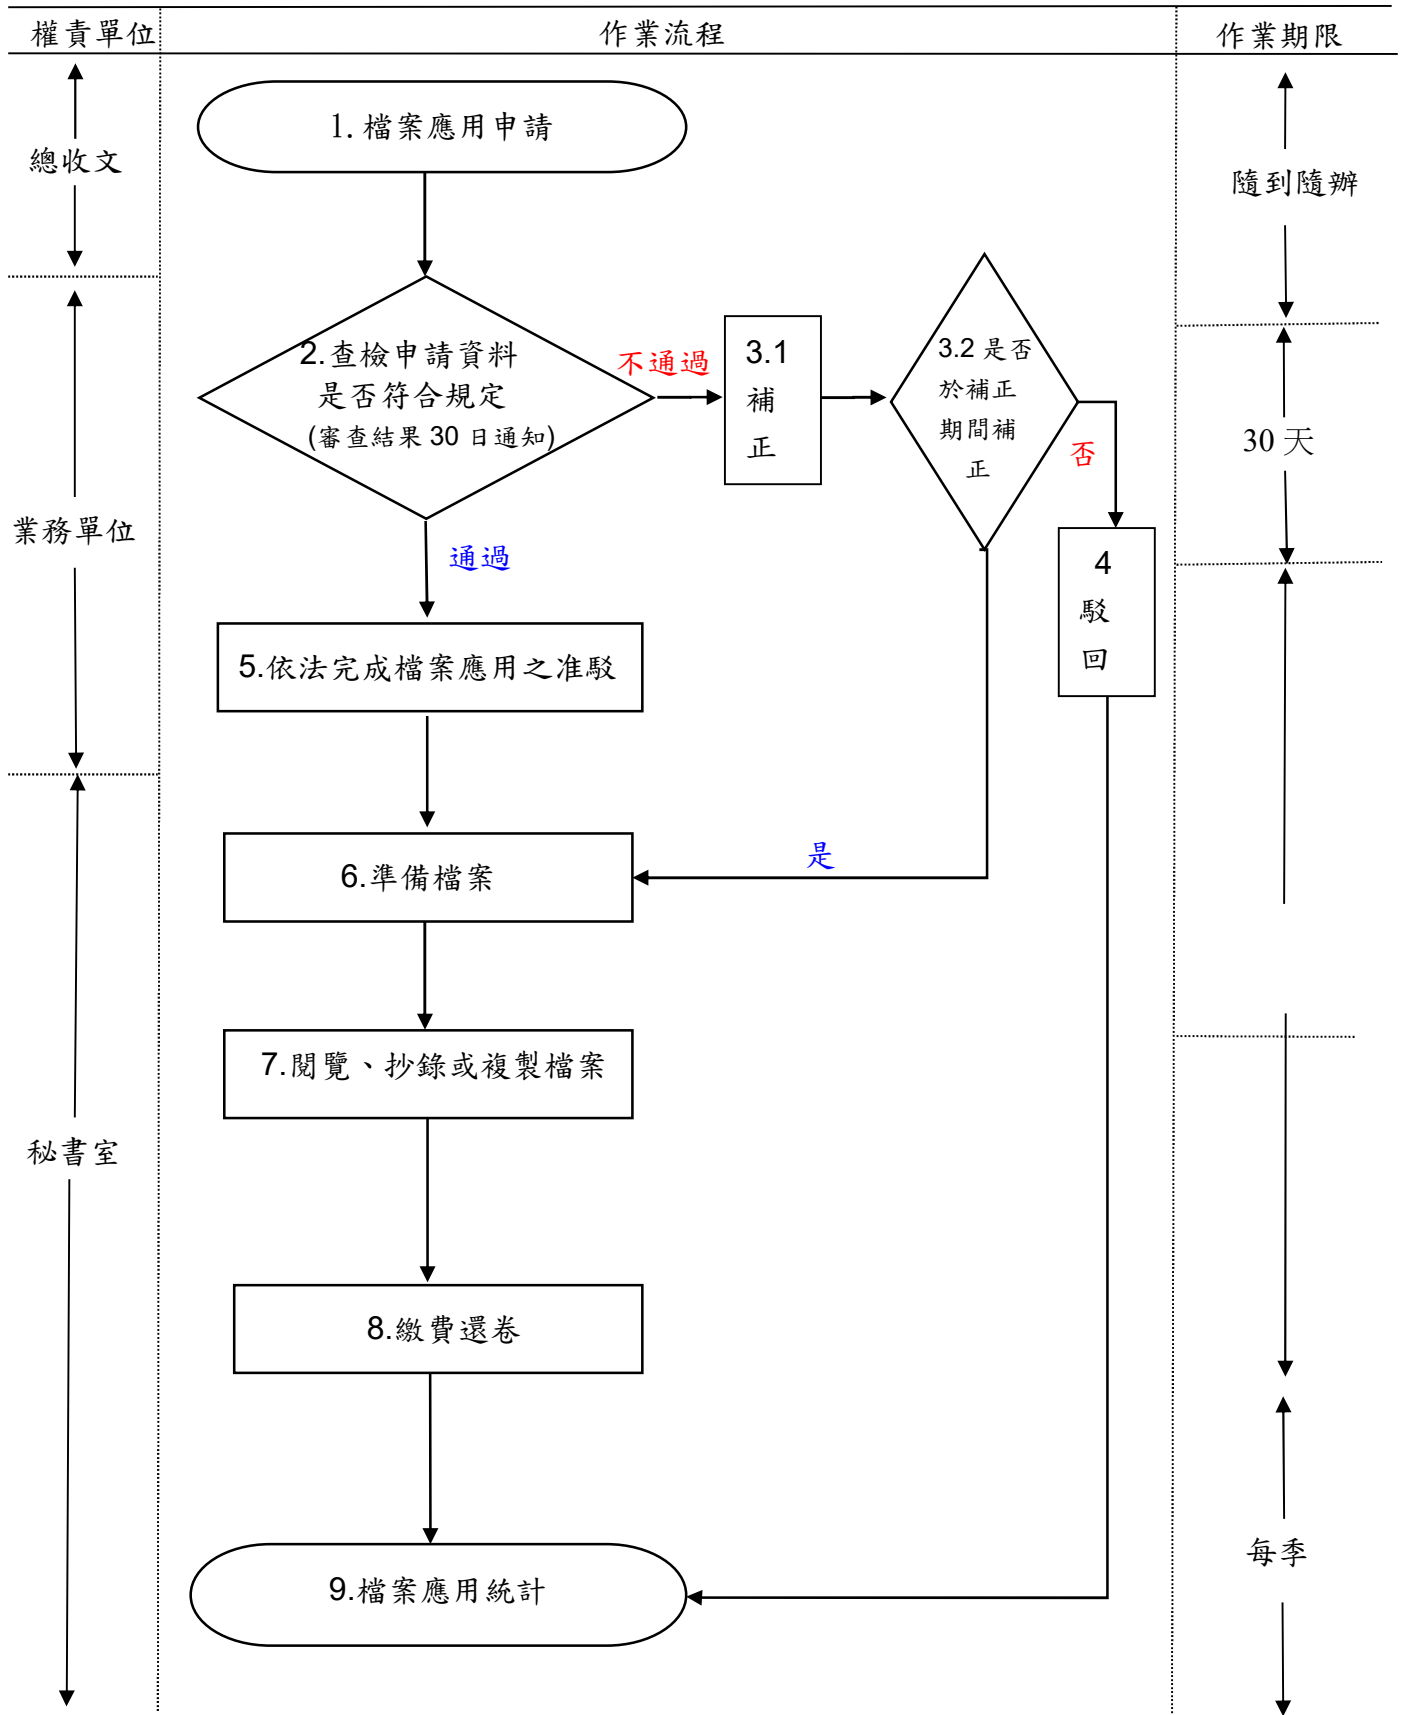 權責單位
作業流程
作業期限
1.檔案應用申請
總收文
隨到隨辦
2.查檢申請資料
是否符合規定
(審查結果 30 日通知)
不通過
3.1
補
正
3.2 是否
於補正
期間補
正
否
30 天
業務單位
通過
4
駁
回
5.依法完成檔案應用之准駁
6.準備檔案
是
7.閱覽、抄錄或複製檔案
秘書室
8.繳費還卷
9.檔案應用統計
每季